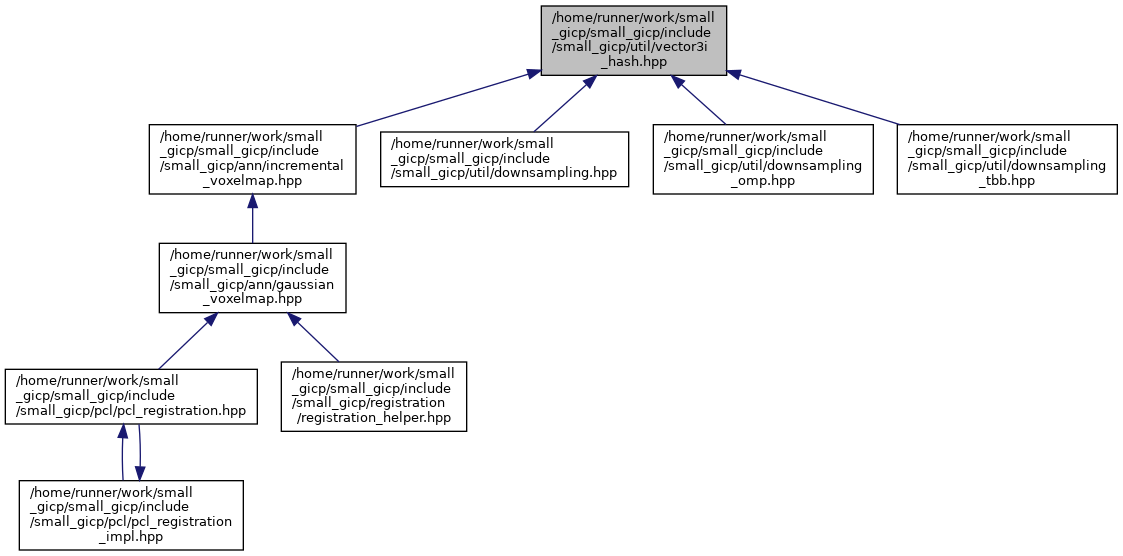 /home/runner/work/small
_gicp/small_gicp/include
/small_gicp/util/vector3i
_hash.hpp
/home/runner/work/small
_gicp/small_gicp/include
/small_gicp/ann/incremental
_voxelmap.hpp
/home/runner/work/small
_gicp/small_gicp/include
/small_gicp/util/downsampling.hpp
/home/runner/work/small
_gicp/small_gicp/include
/small_gicp/util/downsampling
_omp.hpp
/home/runner/work/small
_gicp/small_gicp/include
/small_gicp/util/downsampling
_tbb.hpp
/home/runner/work/small
_gicp/small_gicp/include
/small_gicp/ann/gaussian
_voxelmap.hpp
/home/runner/work/small
_gicp/small_gicp/include
/small_gicp/pcl/pcl_registration.hpp
/home/runner/work/small
_gicp/small_gicp/include
/small_gicp/registration
/registration_helper.hpp
/home/runner/work/small
_gicp/small_gicp/include
/small_gicp/pcl/pcl_registration
_impl.hpp